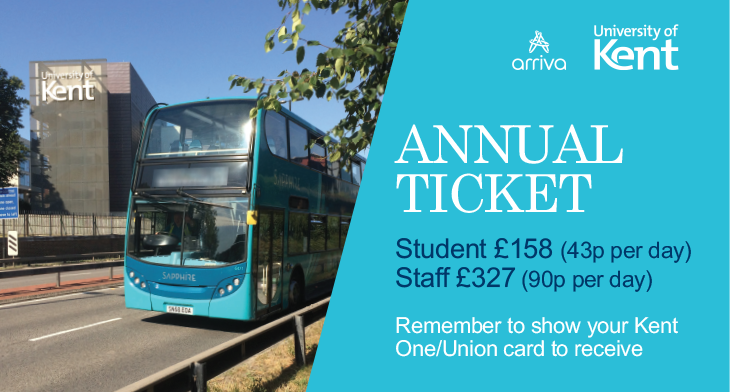 University of
Kent
SAPPHIRE
SAPPHIRE
arriva
University of
Kent
ANNUAL
TICKET
Student £158 (43p per day)
Staff £327 (90p per day)
Remember to show your Kent
One/Union card to receive